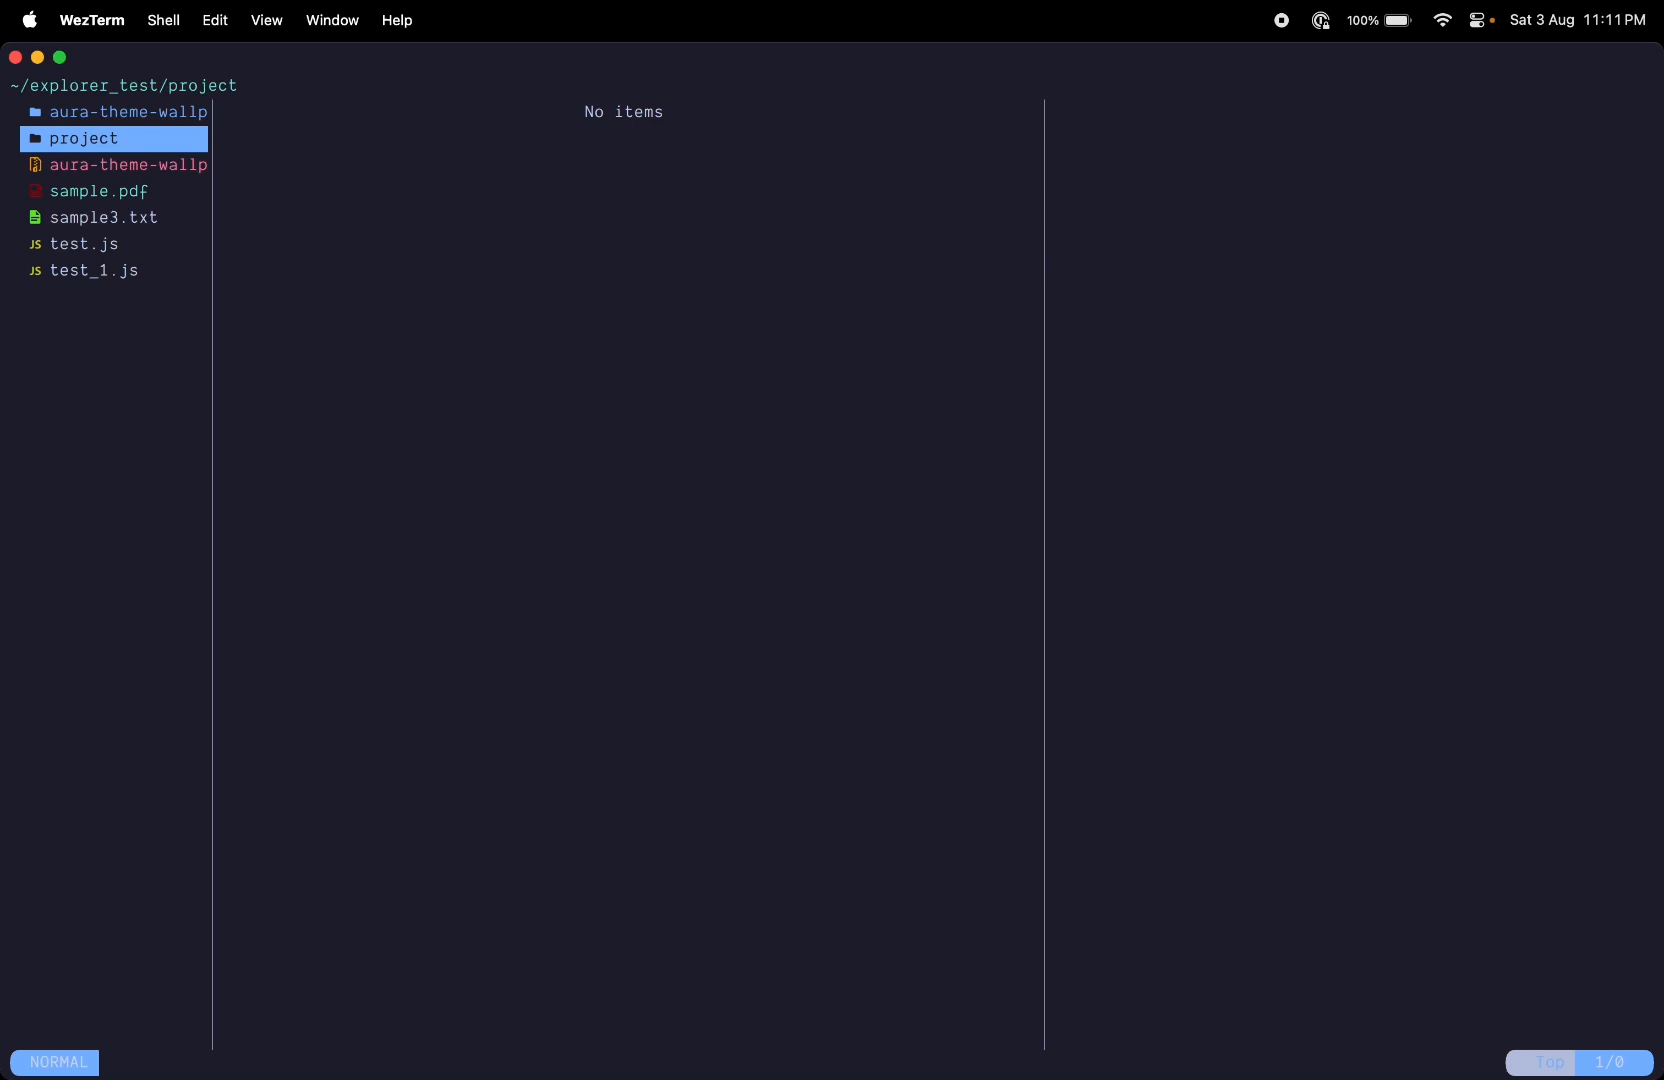 WezTerm Shell Edit View Window Help 100% Sat 3 Aug 11:11 PM
~/explorer_test/project
aura-theme-wallp No items
project
aura-theme-wallp
sample.pdf
sample3.txt
JS test.js
JS test_1.js
NORMAL Top 1/0